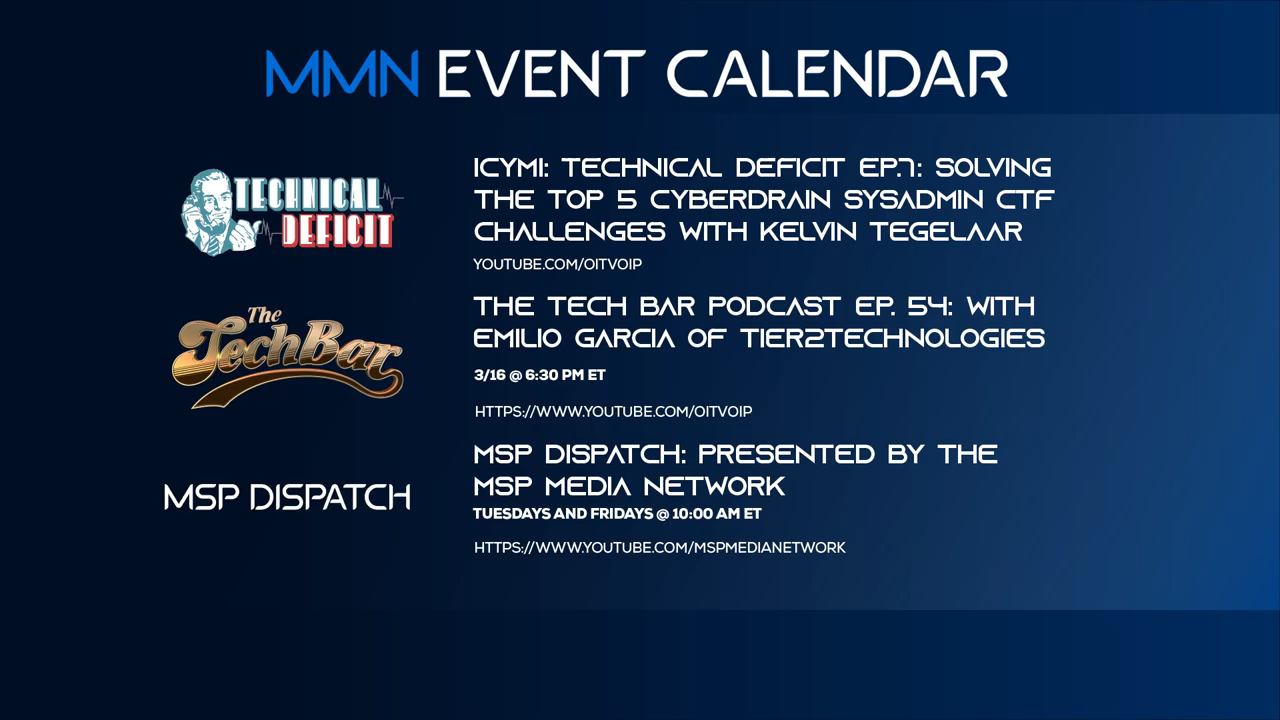 MMN EVENT CALENDAR
TECHNICAL
DEFICIT
ICYMI: TECHNICAL DEFICIT EP.7: SOLVING
THE TOP 5 CYBERDRAIN SYSADMIN CTF
CHALLENGES WITH KELVIN TEGELAAR
YOUTUBE.COM/OITVOIP
The
TechBar
THE TECH BAR PODCAST EP. 54: WITH
EMILIO GARCIA OF TIER2TECHNOLOGIES
3/16 @ 6:30 PM ET
HTTPS://WWW.YOUTUBE.COM/OITVOIP
MSP DISPATCH
MSP DISPATCH: PRESENTED BY THE
MSP MEDIA NETWORK
TUESDAYS AND FRIDAYS @ 10:00 AM ET
HTTPS://WWW.YOUTUBE.COM/MSPMEDIANETWORK